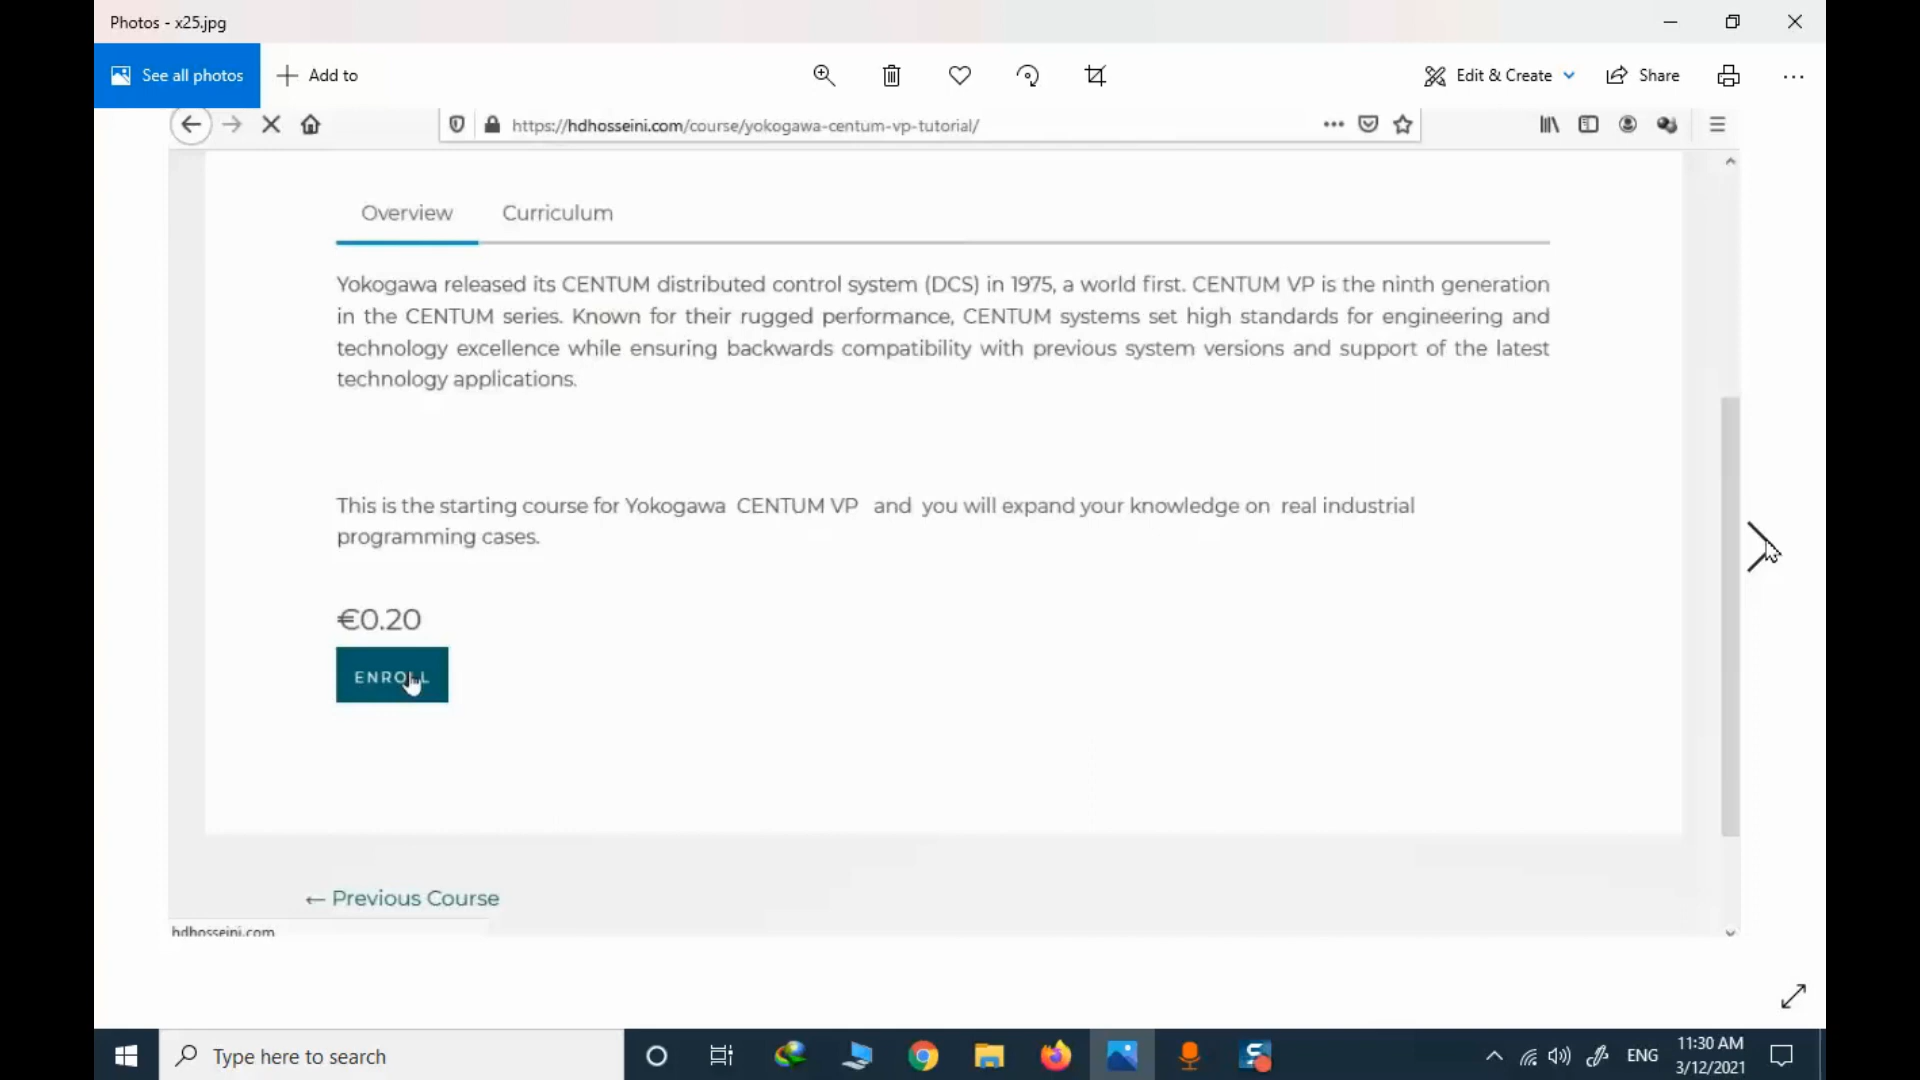 Photos - x25.jpg
See all photos
Add to
Edit & Create
Share
https://hdhosseini.com/course/yokogawa-centum-vp-tutorial/
Overview Curriculum
Yokogawa released its CENTUM distributed control system (DCS) in 1975, a world first. CENTUM VP is the ninth generation
in the CENTUM series. Known for their rugged performance, CENTUM systems set high standards for engineering and
technology excellence while ensuring backwards compatibility with previous system versions and support of the latest
technology applications.
This is the starting course for Yokogawa CENTUM VP and you will expand your knowledge on real industrial
programming cases.
€0.20
ENROLL
← Previous Course
hdhosseini.com
Type here to search
ENG
11:30 AM
3/12/2021